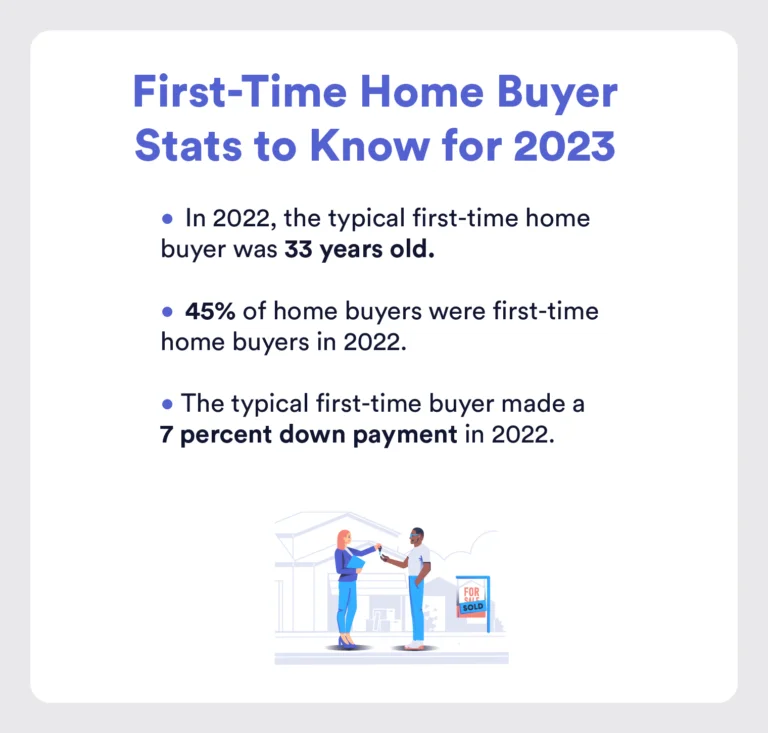 First-Time Home Buyer
Stats to Know for 2023
• In 2022, the typical first-time home
buyer was 33 years old.
• 45% of home buyers were first-time
home buyers in 2022.
• The typical first-time buyer made a
7 percent down payment in 2022.
FOR
SALE
SOLD